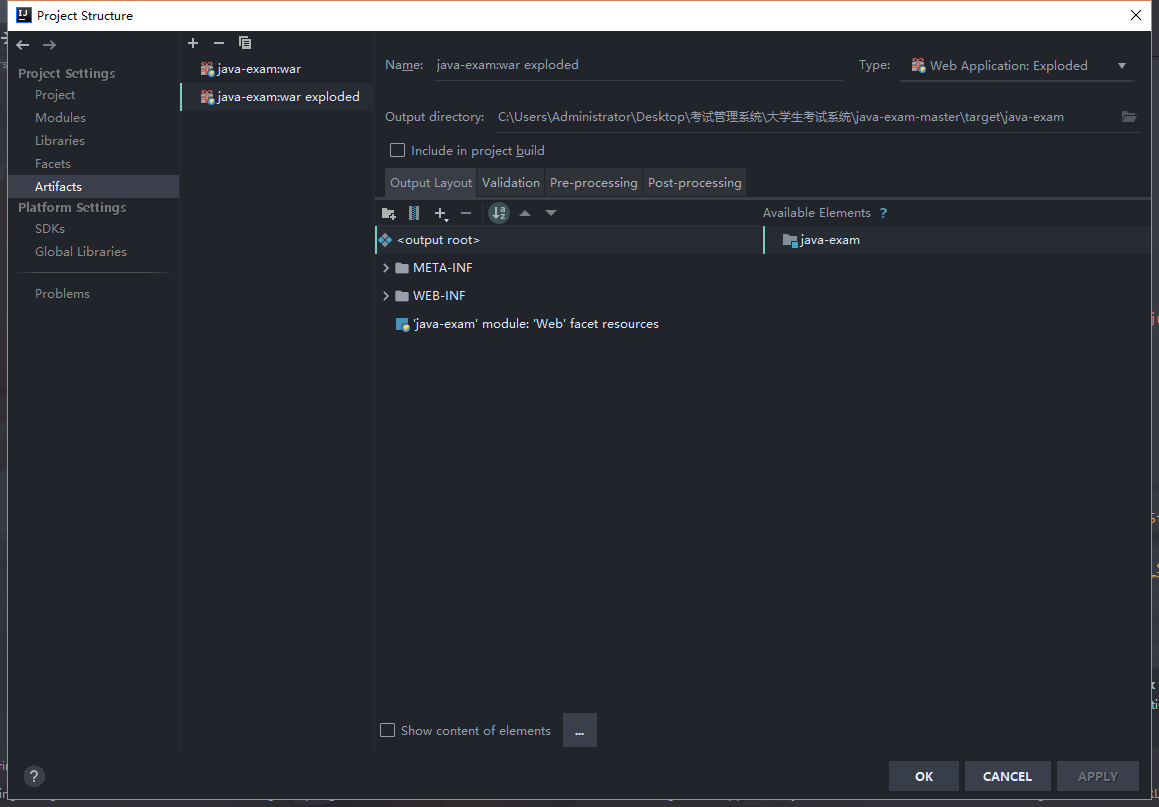 Project Structure
Project Settings
Project
Modules
Libraries
Facets
Artifacts
Platform Settings
SDKs
Global Libraries
Problems
java-exam:war
java-exam:war exploded
Name: java-exam:war exploded
Type: Web Application: Exploded
Output directory: C:\Users\Administrator\Desktop\考试管理系统\大学生考试系统\java-exam-master\target\java-exam
Include in project build
Output Layout Validation Pre-processing Post-processing
Available Elements ?
<output root>
java-exam
META-INF
WEB-INF
'java-exam' module: 'Web' facet resources
Show content of elements ...
? OK CANCEL APPLY